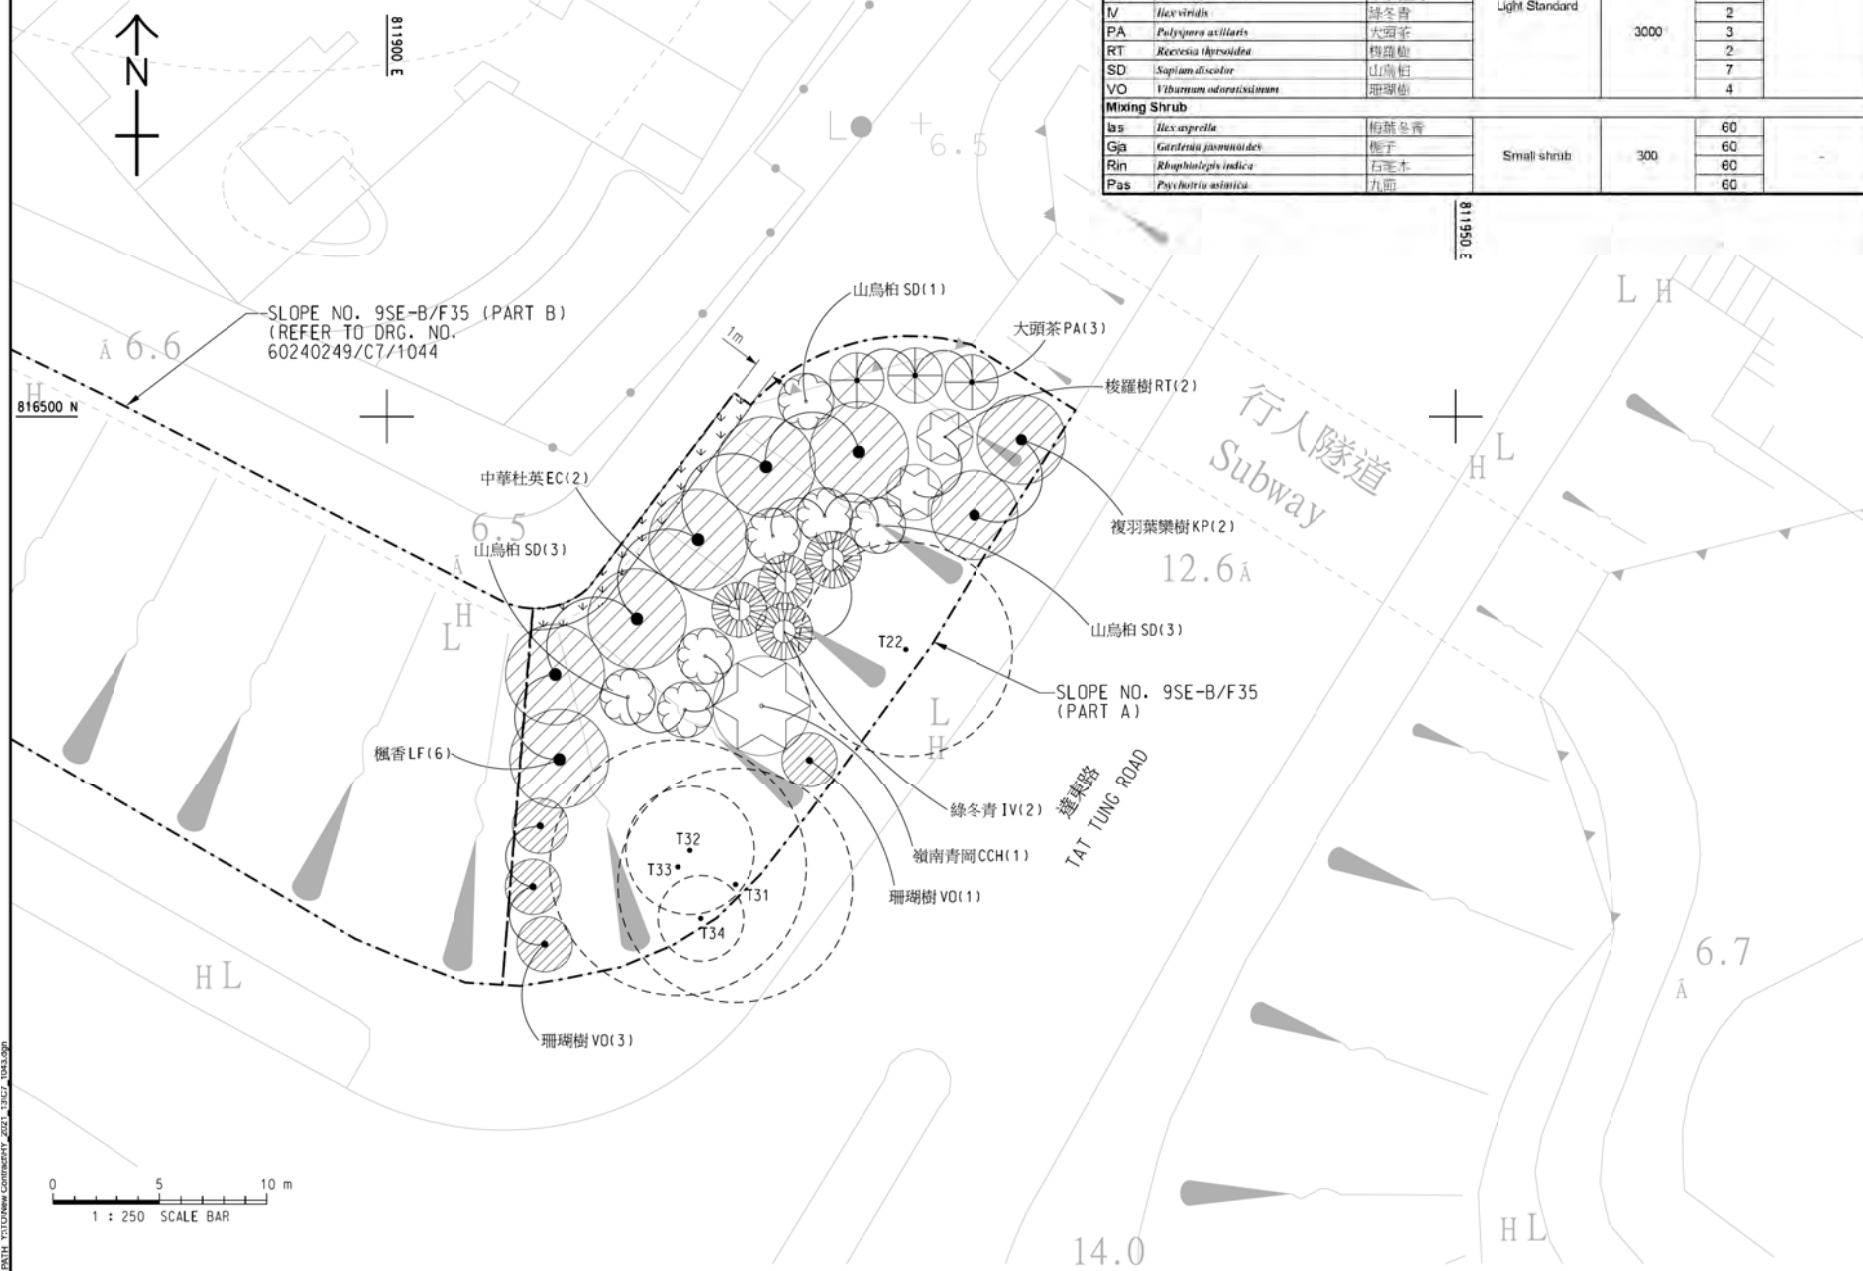 N
811900 E
Light Standard
IV Ilex viridis 綠冬青 2
PA Polyspora axillaris 大頭茶 3000 3
RT Reevesia thyrsoidea 梭羅樹 2
SD Sapium discolor 山烏桕 7
VO Viburnum odoratissimum 珊瑚樹 4
Mixing Shrub
Ias Ilex asprella 梅葉冬青 60
Gja Gardenia jasminoides 梔子 60
Small shrub 300 -
Rin Rhaphiolepis indica 石斑木 60
Pas Psychotria asiatica 九節 60
811950 E
L
6.5
山烏桕 SD(1)
L H
SLOPE NO. 9SE-B/F35 (PART B)
(REFER TO DRG. NO.
60240249/C7/1044
6.6
1m
大頭茶 PA(3)
梭羅樹 RT(2)
H
816500 N
行人隧道
Subway
L
H
中華杜英 EC(2)
6.5
複羽葉欒樹 KP(2)
山烏桕 SD(3)
12.6
H
L
山烏桕 SD(3)
T22
SLOPE NO. 9SE-B/F35
(PART A)
L
H
楓香 LF(6)
達東路
TAT TUNG ROAD
綠冬青 IV(2)
T32
T33
嶺南青岡 CCH(1)
T31
珊瑚樹 VO(1)
T34
6.7
H L
珊瑚樹 VO(3)
0 5 10 m
1 : 250 SCALE BAR
H L
14.0